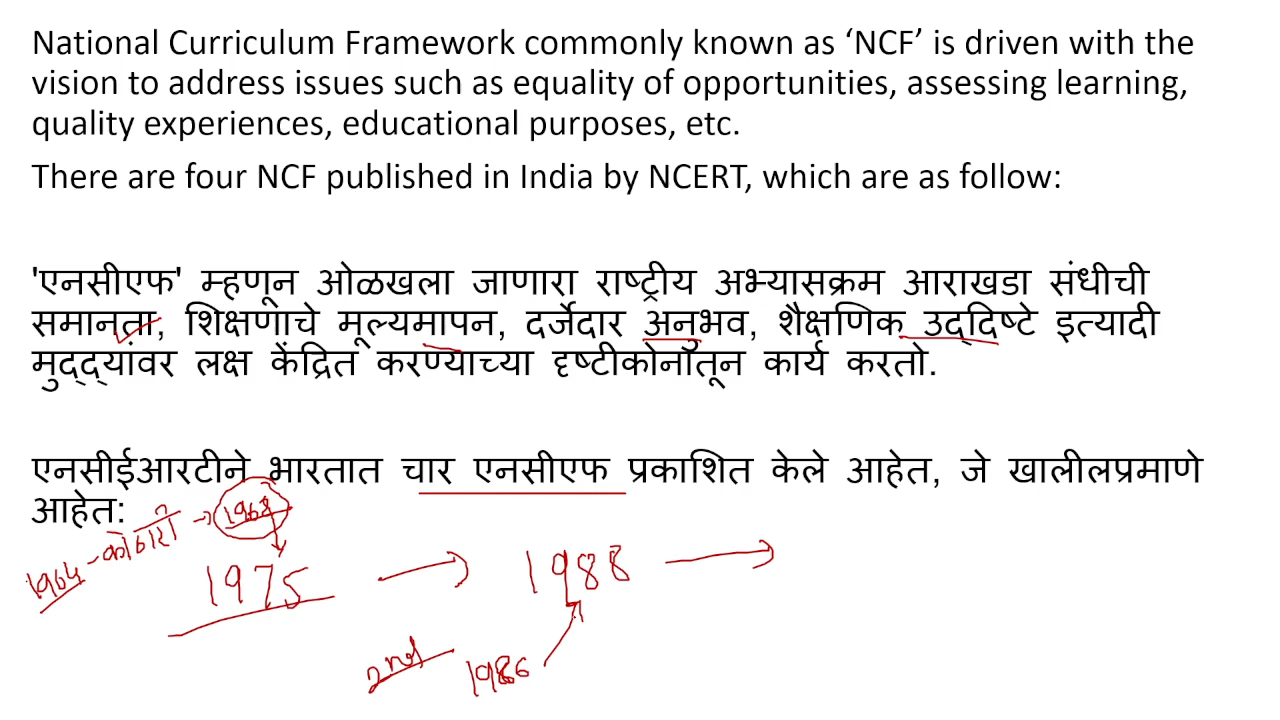 National Curriculum Framework commonly known as ‘NCF’ is driven with the
vision to address issues such as equality of opportunities, assessing learning,
quality experiences, educational purposes, etc.
There are four NCF published in India by NCERT, which are as follow:
'एनसीएफ' म्हणून ओळखला जाणारा राष्ट्रीय अभ्यासक्रम आराखडा संधीची
समानता, शिक्षणाचे मूल्यमापन, दर्जेदार अनुभव, शैक्षणिक उद्दिष्टे इत्यादी
मुद्द्यांवर लक्ष केंद्रित करण्याच्या दृष्टीकोनातून कार्य करतो.
एनसीईआरटीने भारतात चार एनसीएफ प्रकाशित केले आहेत, जे खालीलप्रमाणे
आहेत:
1964 - कोठारी → 1968
1975 → 1988 →
2nd 1986